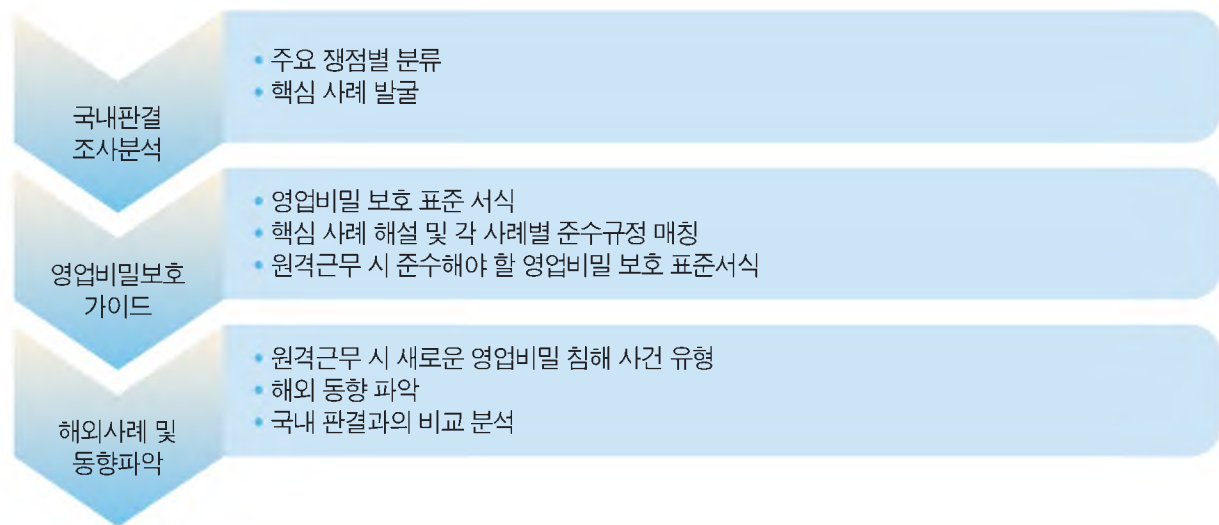 국내판결
조사분석
• 주요 쟁점별 분류
• 핵심 사례 발굴
영업비밀보호
가이드
• 영업비밀 보호 표준 서식
• 핵심 사례 해설 및 각 사례별 준수규정 매칭
• 원격근무 시 준수해야 할 영업비밀 보호 표준서식
해외사례 및
동향파악
• 원격근무 시 새로운 영업비밀 침해 사건 유형
• 해외 동향 파악
• 국내 판결과의 비교 분석